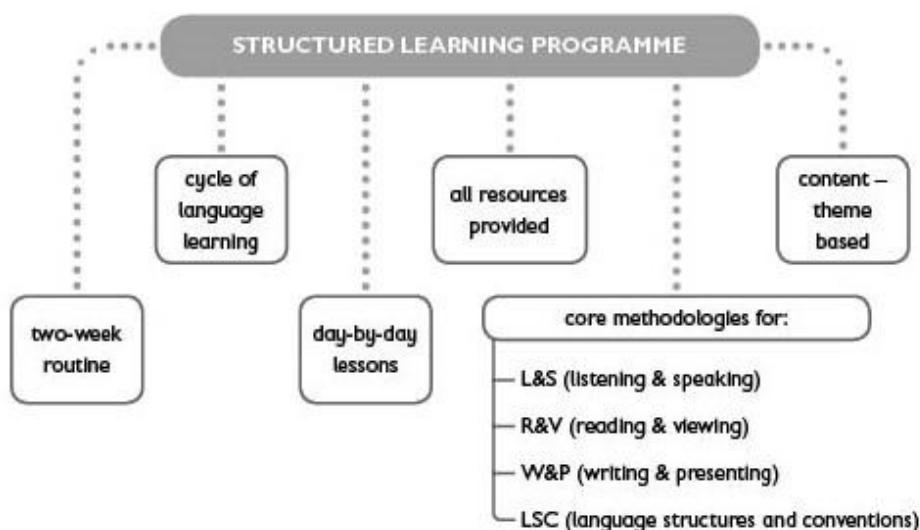 STRUCTURED LEARNING PROGRAMME
cycle of
language
learning
all resources
provided
content –
theme
based
two-week
routine
day-by-day
lessons
core methodologies for:
L&S (listening & speaking)
R&V (reading & viewing)
W&P (writing & presenting)
LSC (language structures and conventions)